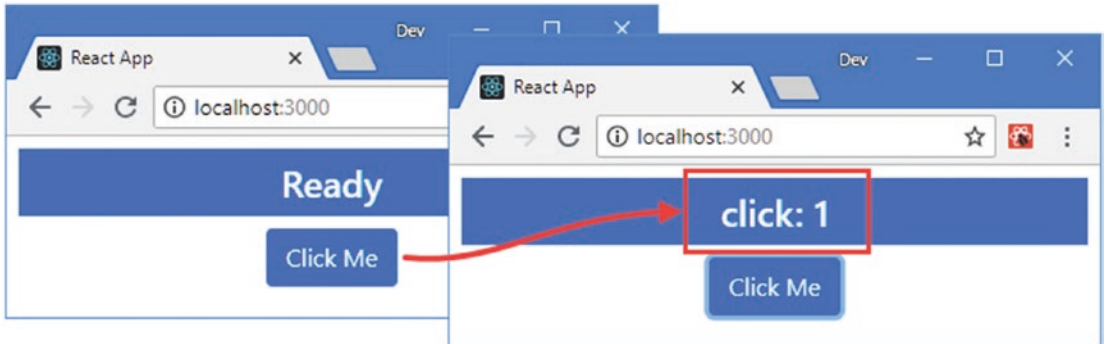 Dev
React App
localhost:3000
Ready
Click Me
Dev
React App
localhost:3000
click: 1
Click Me